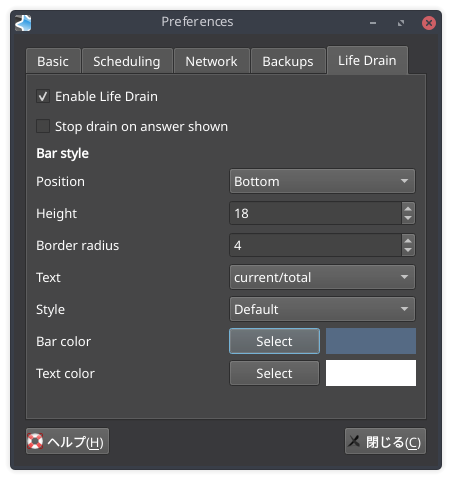 Preferences
Basic Scheduling Network Backups Life Drain
Enable Life Drain
Stop drain on answer shown
Bar style
Position Bottom
Height 18
Border radius 4
Text current/total
Style Default
Bar color Select
Text color Select
ヘルプ(H) 閉じる(C)